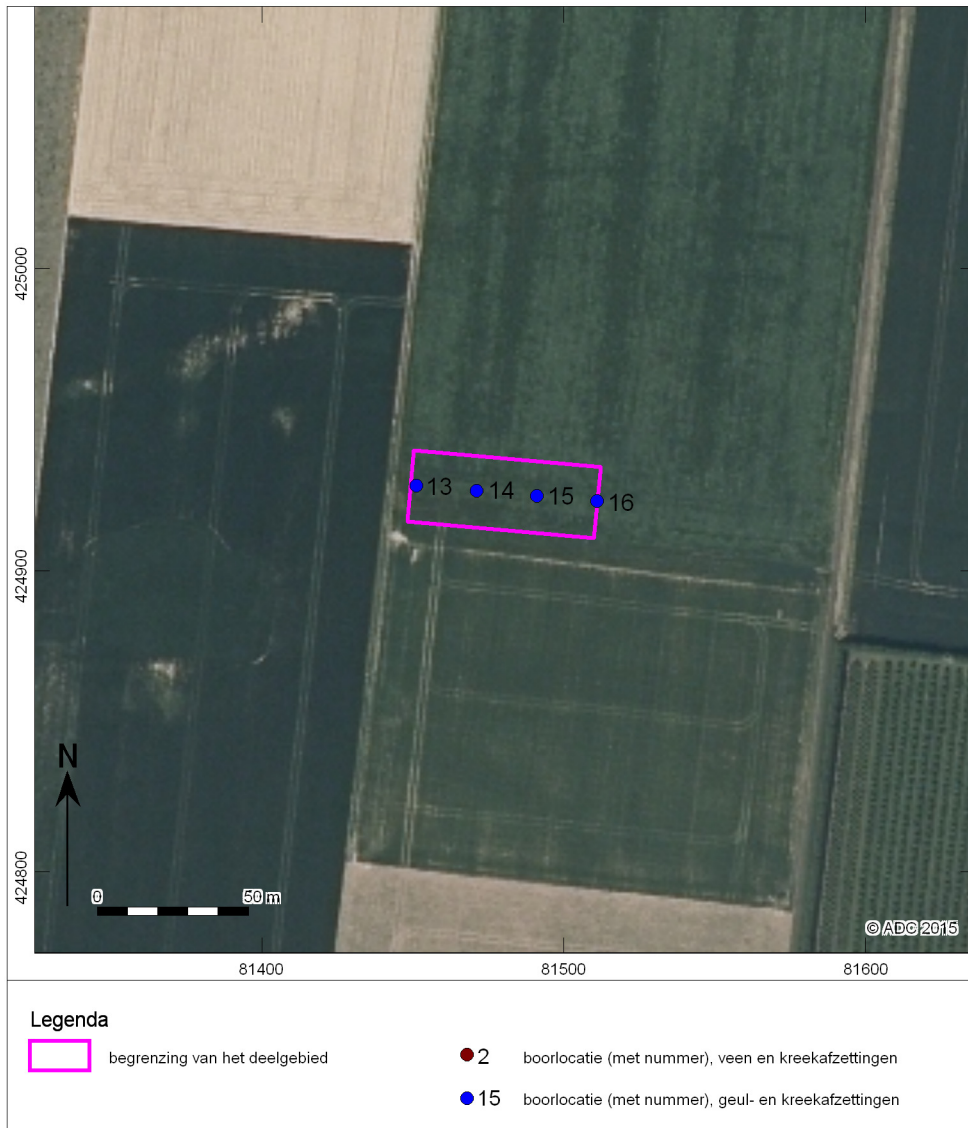 425000
13
14
15
16
424900
N
424800
0
50 m
© ADC 2015
81400
81500
81600
Legenda
begrenzing van het deelgebied
2 boorlocatie (met nummer), veen en kreekafzettingen
15 boorlocatie (met nummer), geul- en kreekafzettingen